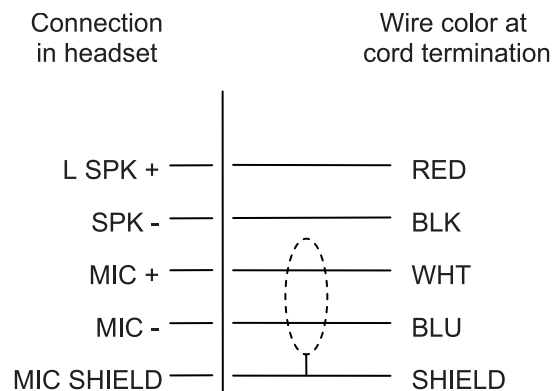 Connection
in headset
Wire color at
cord termination
L SPK + RED
SPK - BLK
MIC + WHT
MIC - BLU
MIC SHIELD SHIELD